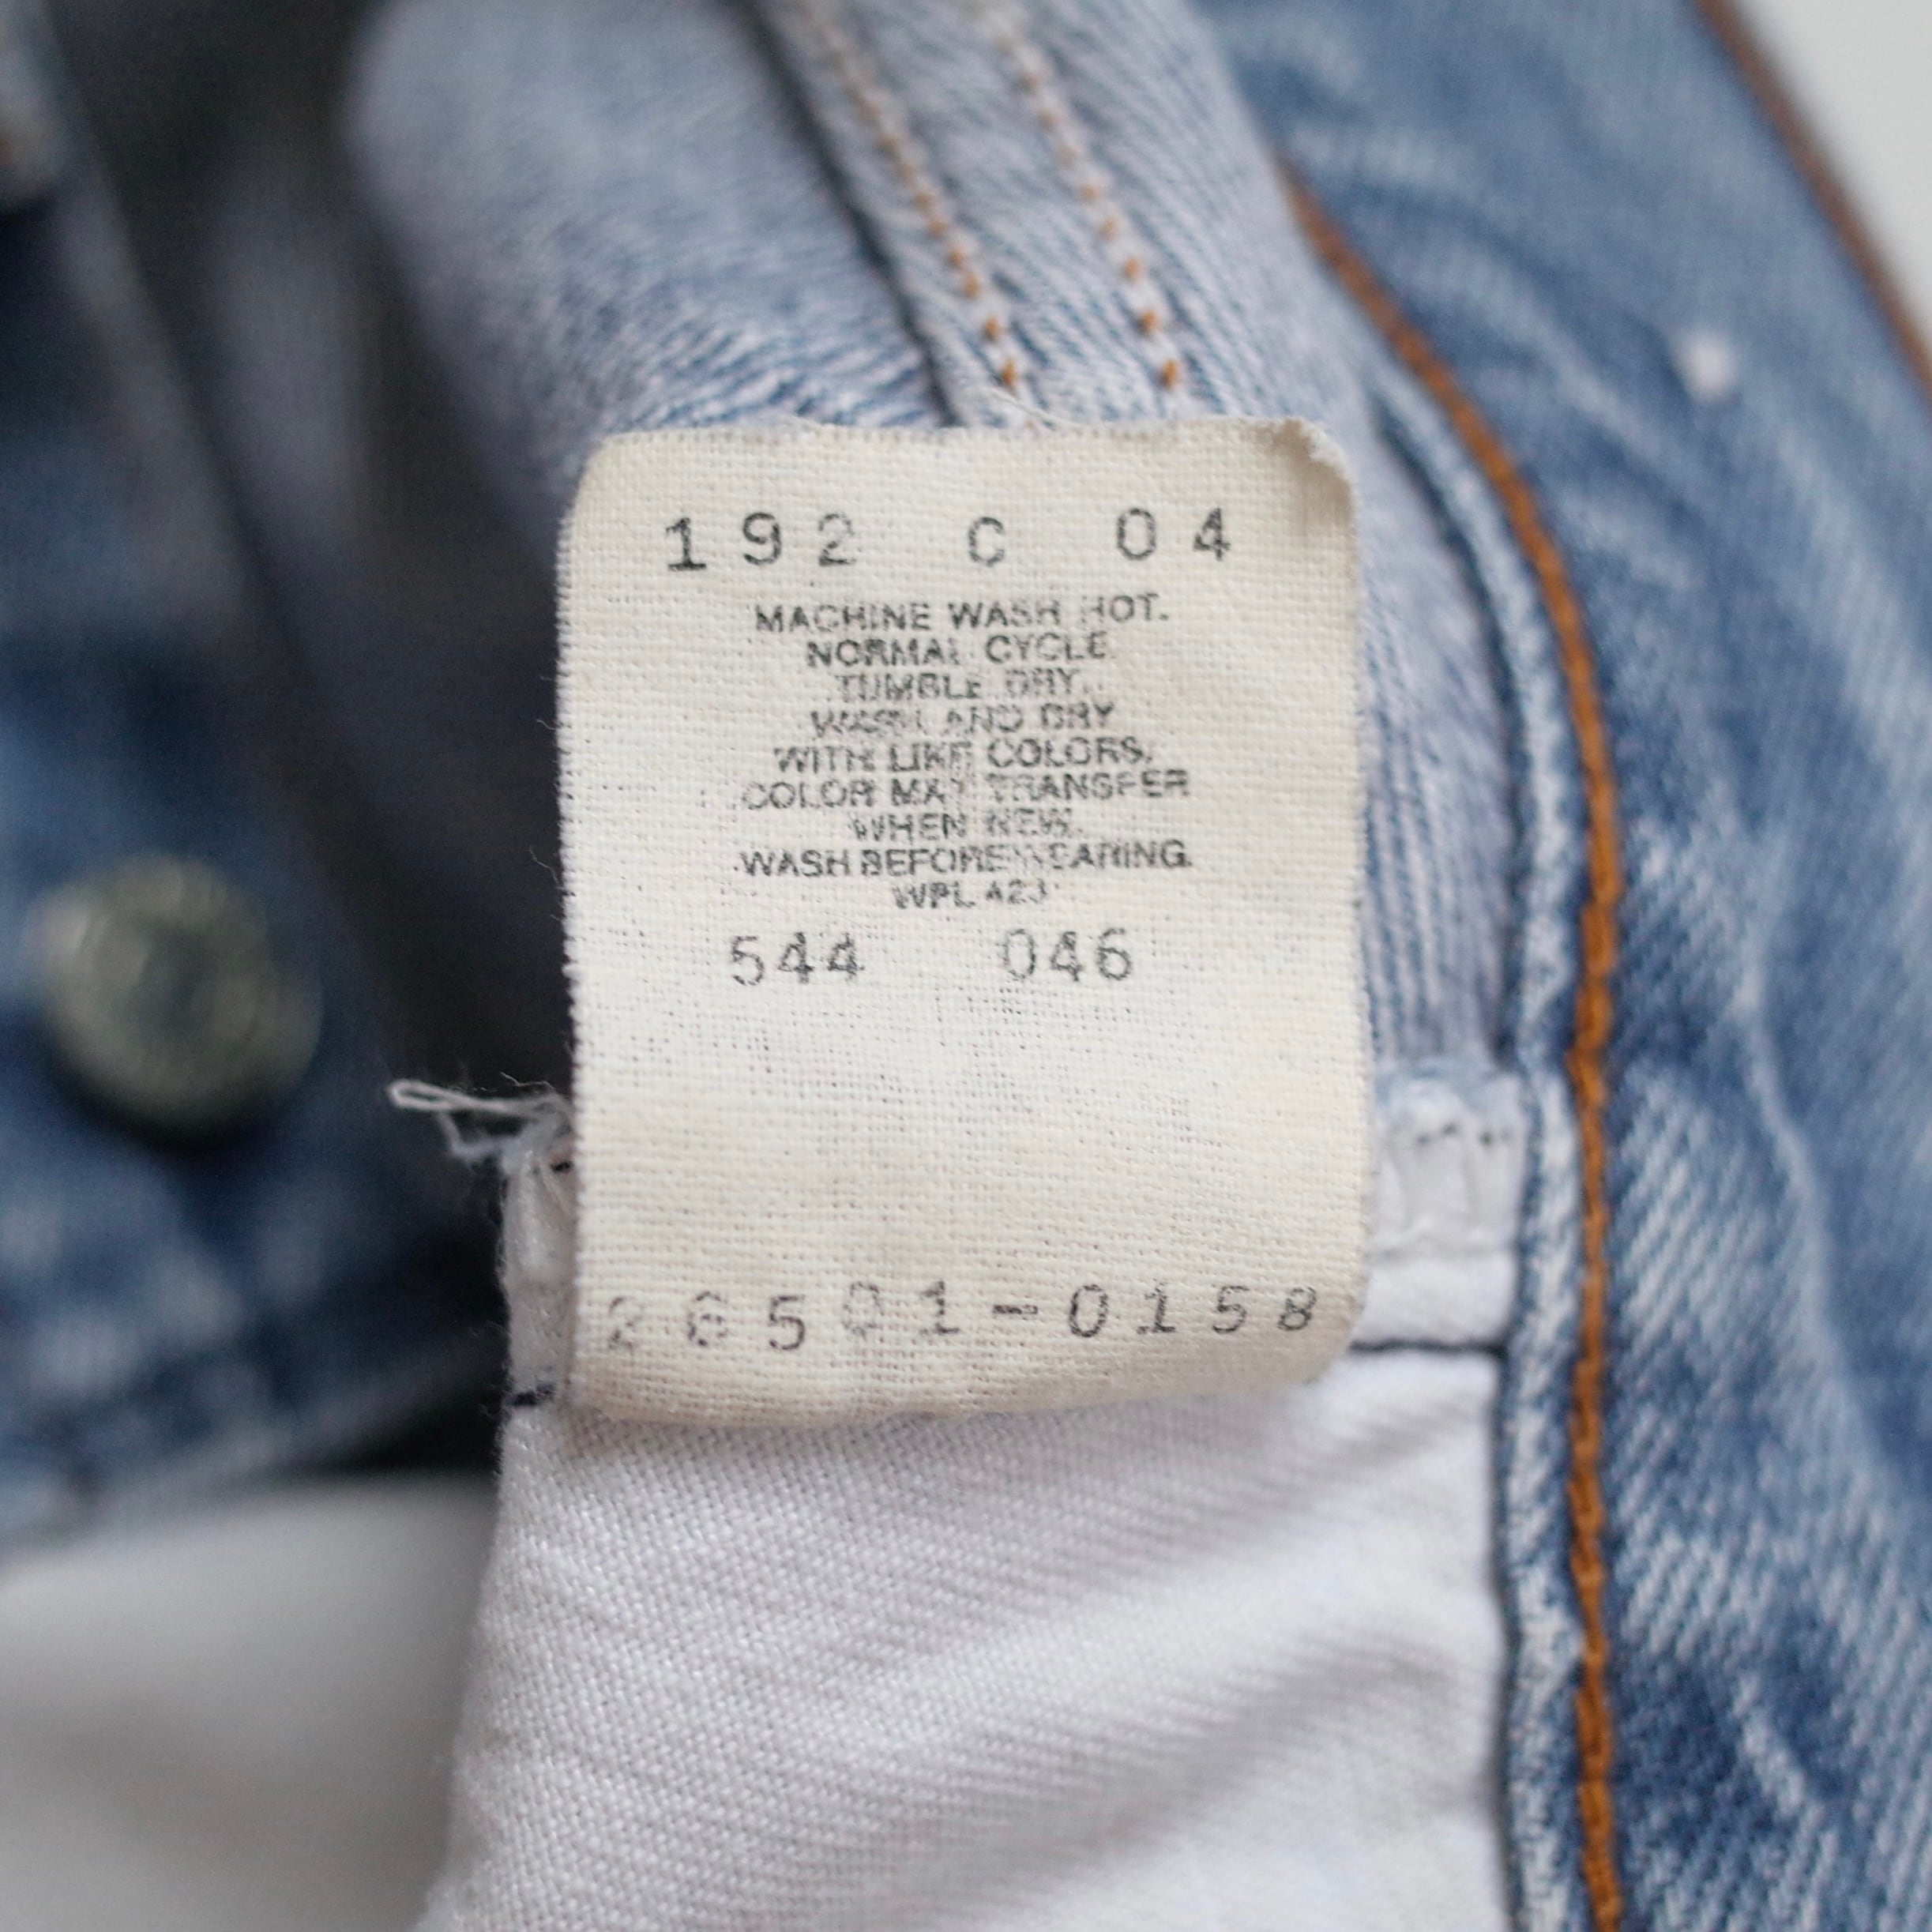 192 C 04
MACHINE WASH HOT.
NORMAL CYCLE.
TUMBLE DRY.
WASH AND DRY
WITH LIKE COLORS.
COLOR MAY TRANSFER
WHEN NEW.
WASH BEFORE WEARING.
WPL 423
544 046
26501-0158